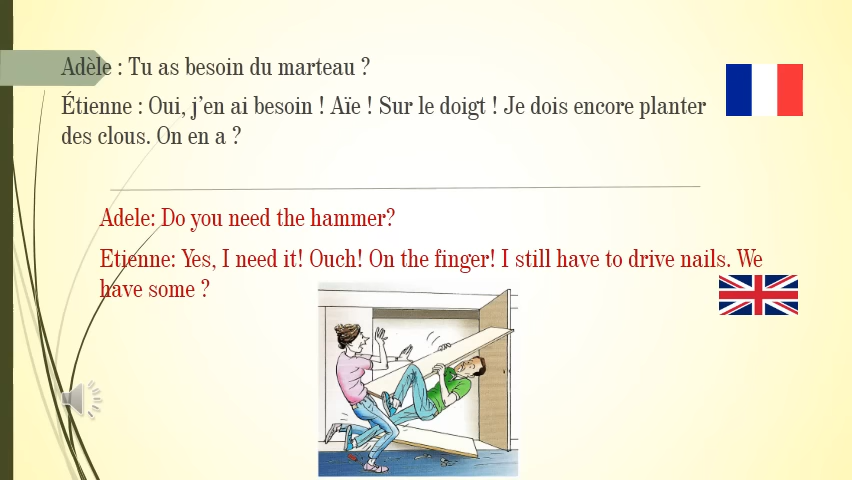 Adèle : Tu as besoin du marteau ?
Étienne : Oui, j’en ai besoin ! Aïe ! Sur le doigt ! Je dois encore planter
des clous. On en a ?
Adele: Do you need the hammer?
Etienne: Yes, I need it! Ouch! On the finger! I still have to drive nails. We
have some ?